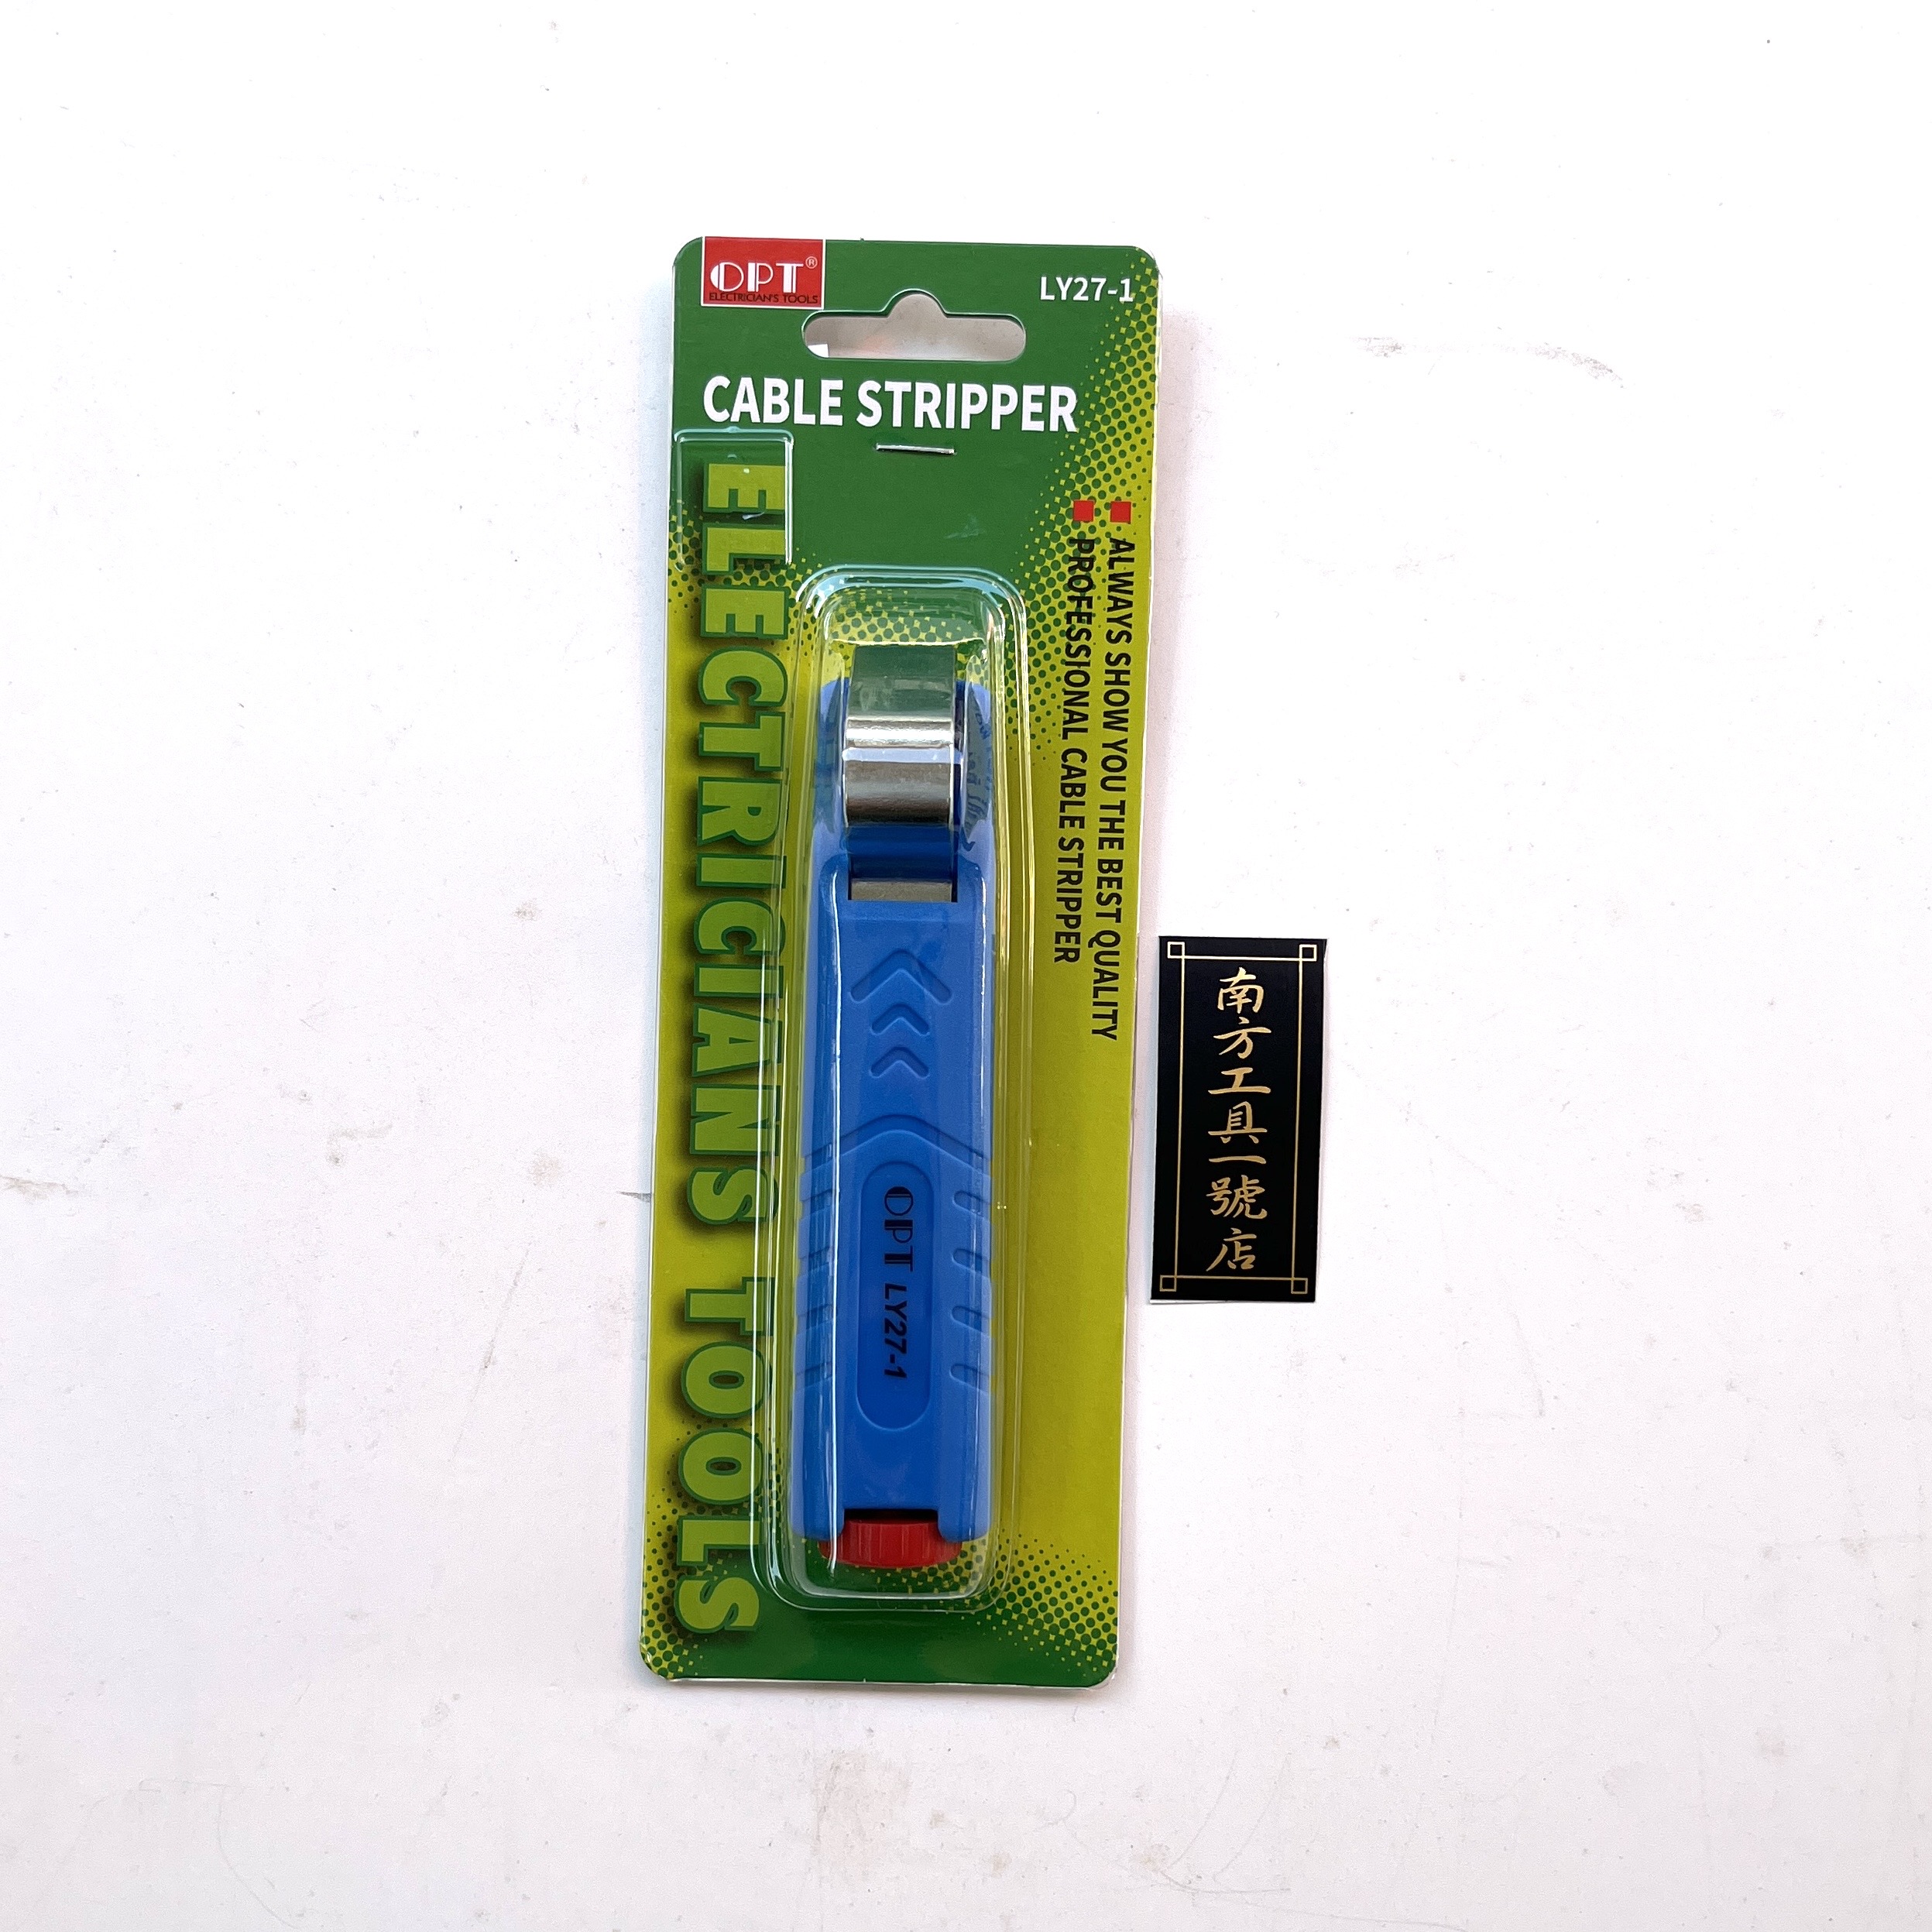 OPT®
ELECTRICIAN'S TOOLS
LY27-1
CABLE STRIPPER
ELECTRICIANS TOOLS
ALWAYS SHOW YOU THE BEST QUALITY
PROFESSIONAL CABLE STRIPPER
OPT LY27-1
南方工具一號店